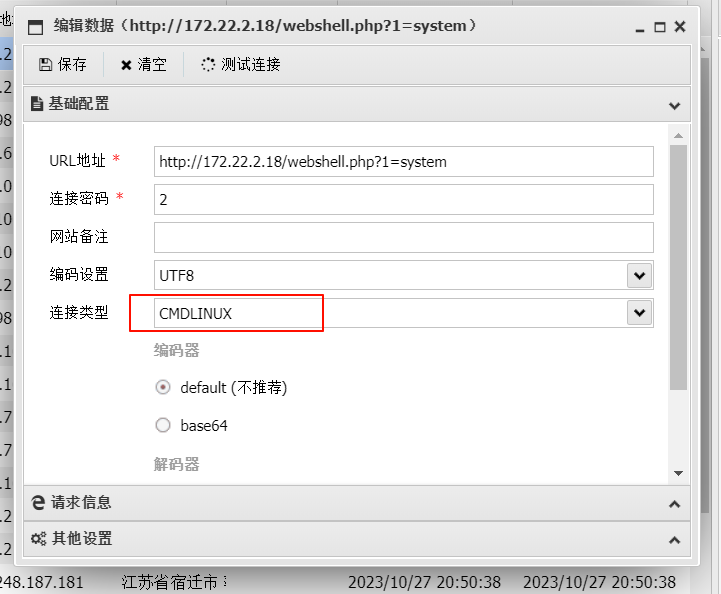 编辑数据（http://172.22.2.18/webshell.php?1=system）
保存 清空 测试连接
基础配置
URL地址 * http://172.22.2.18/webshell.php?1=system
连接密码 * 2
网站备注
编码设置 UTF8
连接类型 CMDLINUX
编码器
default (不推荐)
base64
解码器
请求信息
其他设置
248.187.181 江苏省宿迁市 2023/10/27 20:50:38 2023/10/27 20:50:38